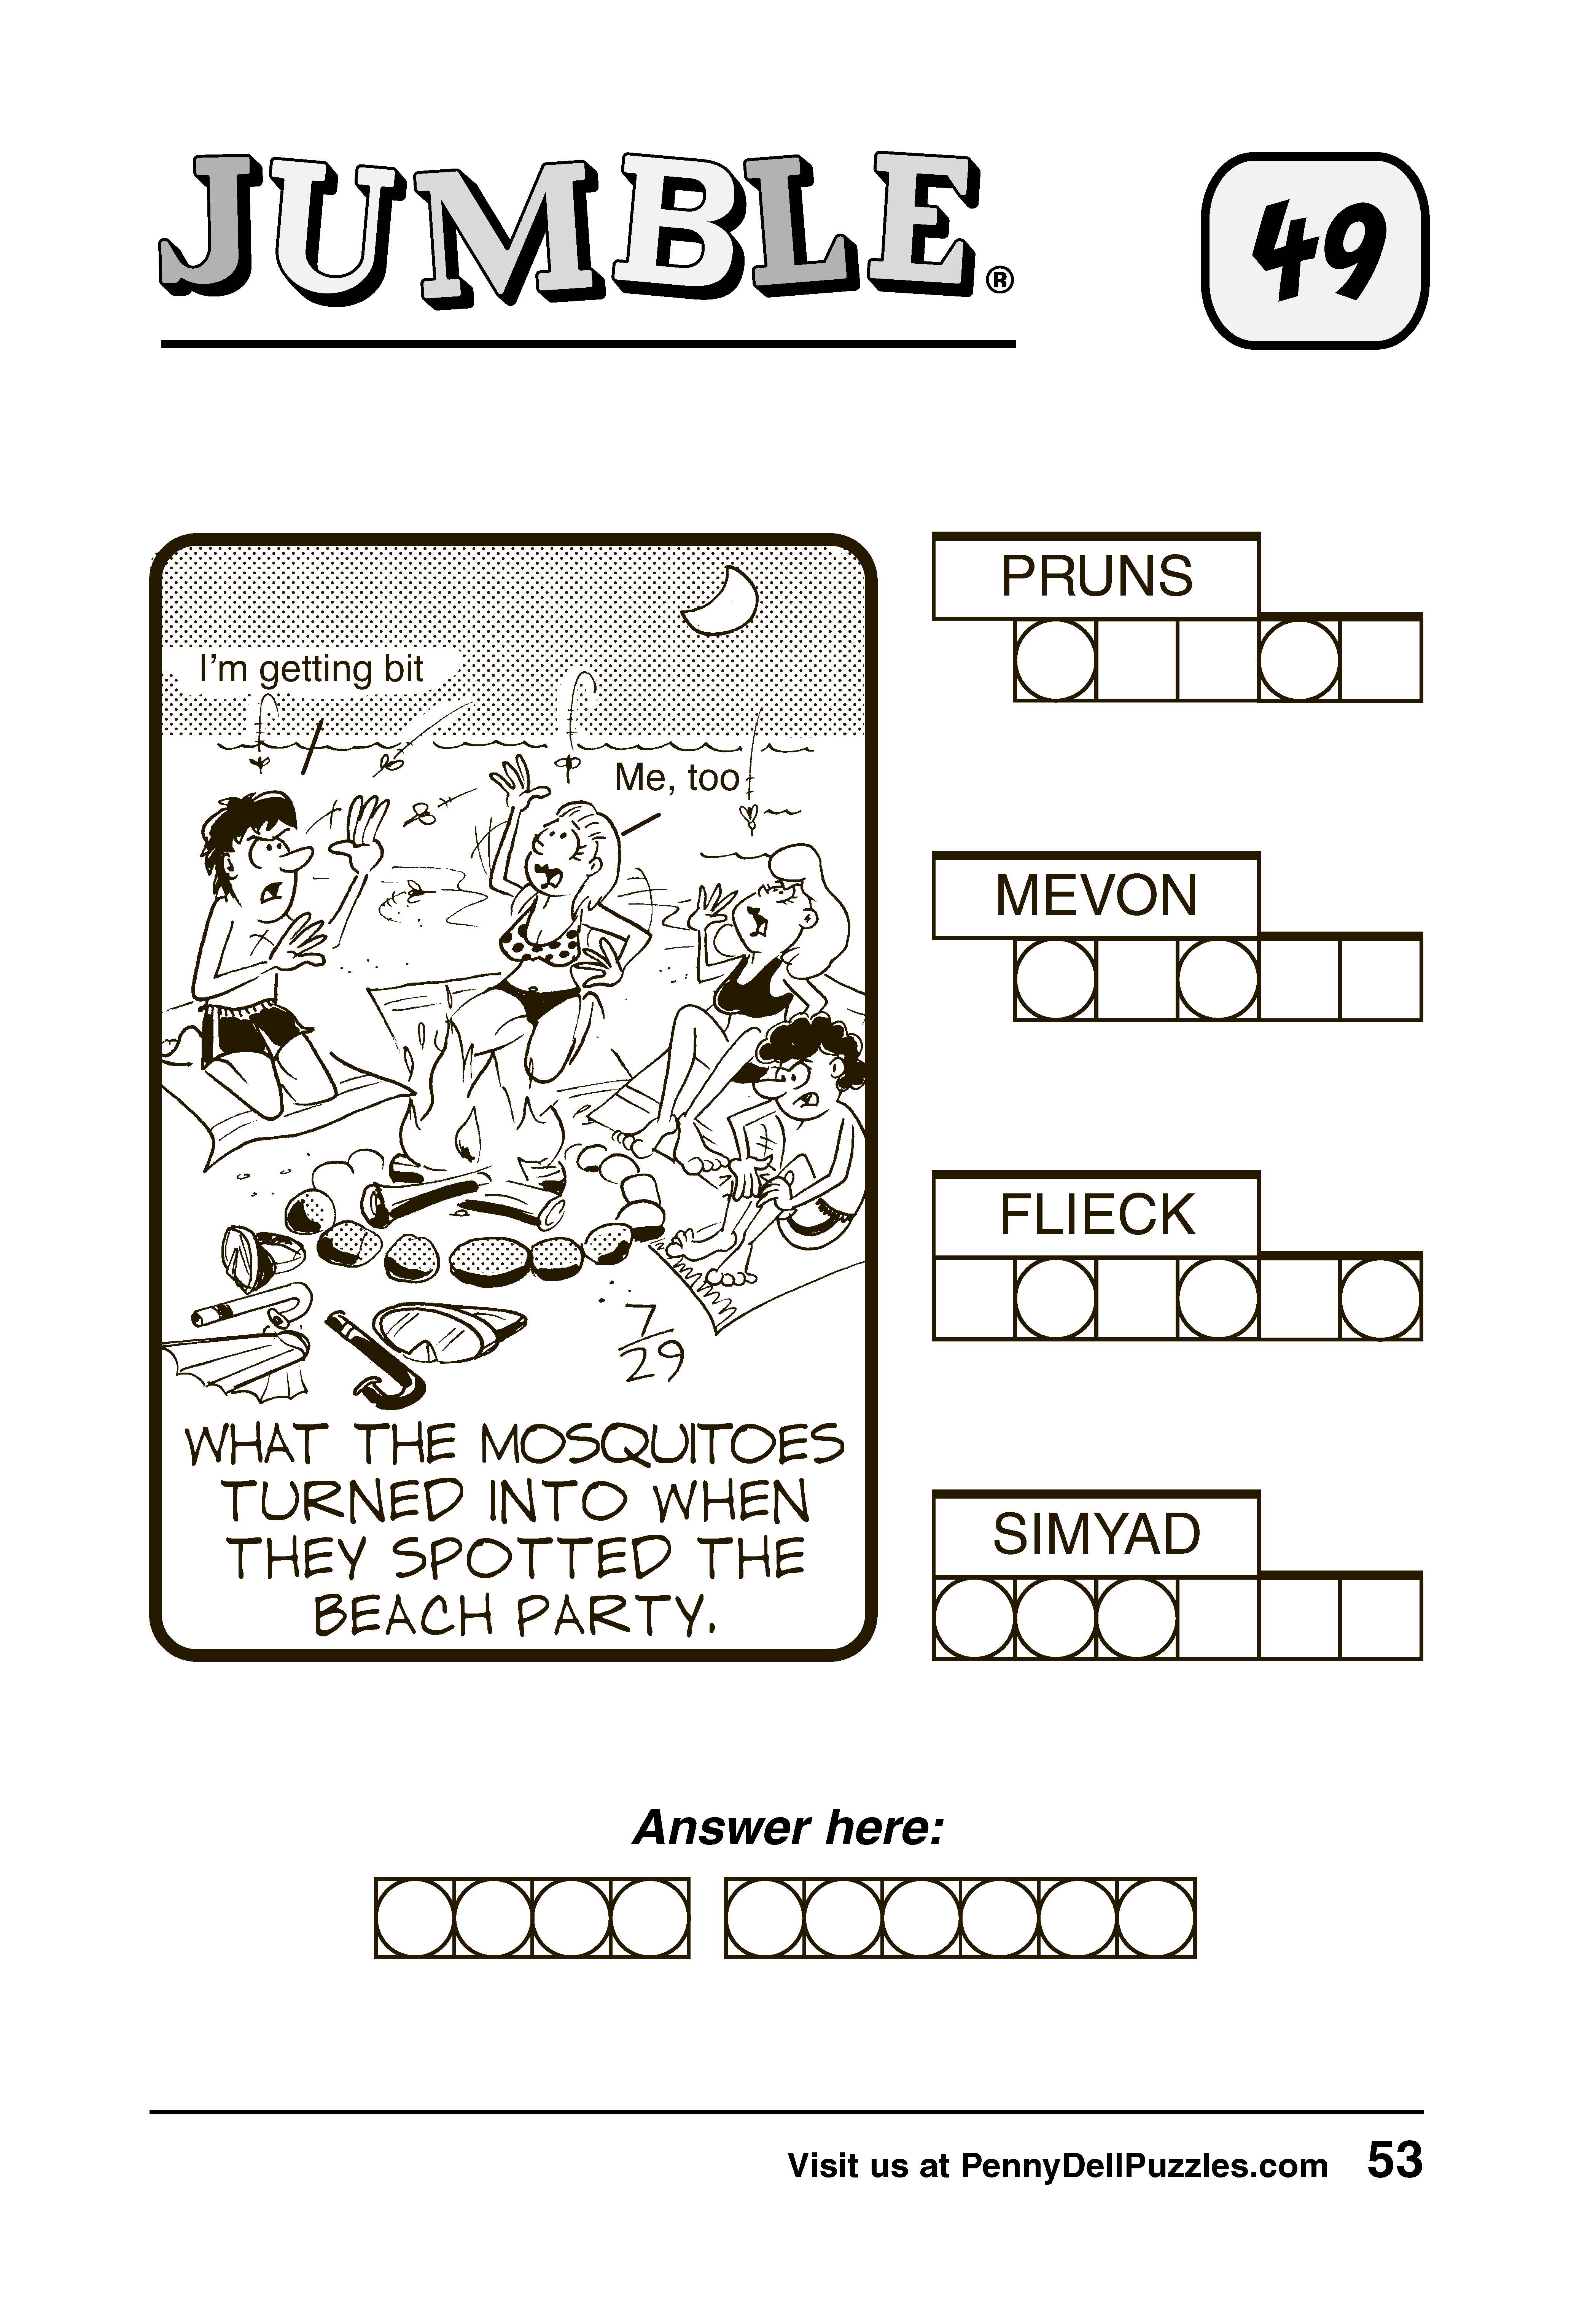 JUMBLE®
49
I'm getting bit
Me, too
7
29
WHAT THE MOSQUITOES
TURNED INTO WHEN
THEY SPOTTED THE
BEACH PARTY.
PRUNS
MEVON
FLIECK
SIMYAD
Answer here:
Visit us at PennyDellPuzzles.com 53